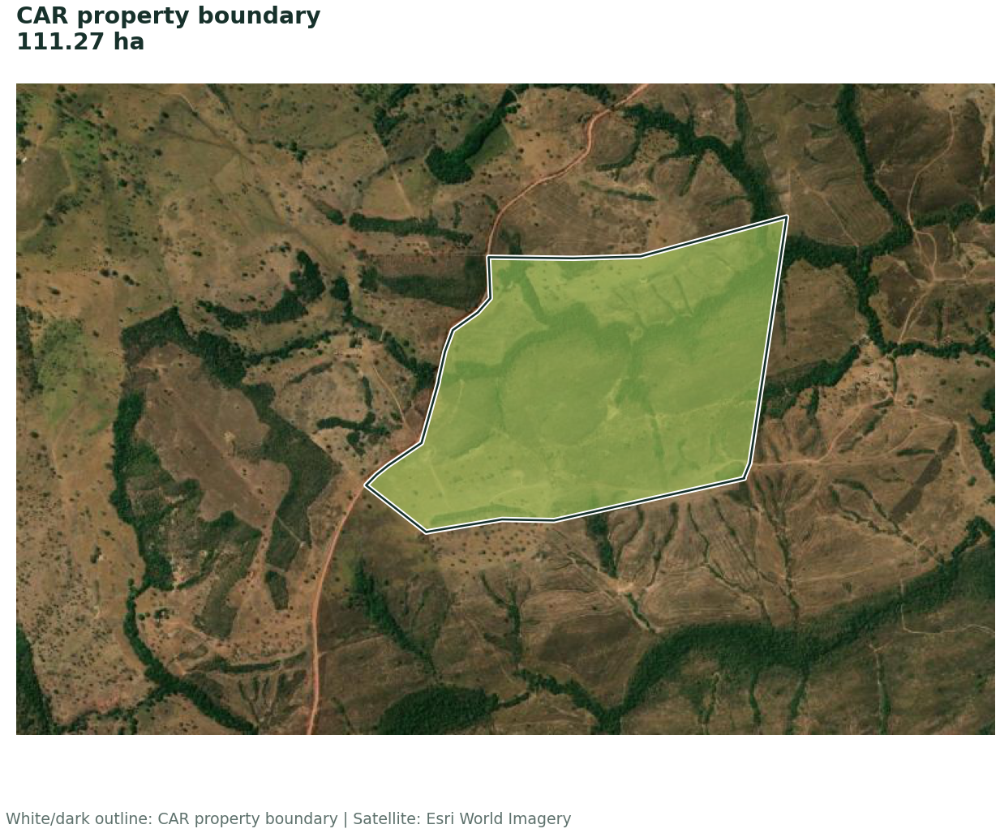 CAR property boundary
111.27 ha
White/dark outline: CAR property boundary | Satellite: Esri World Imagery